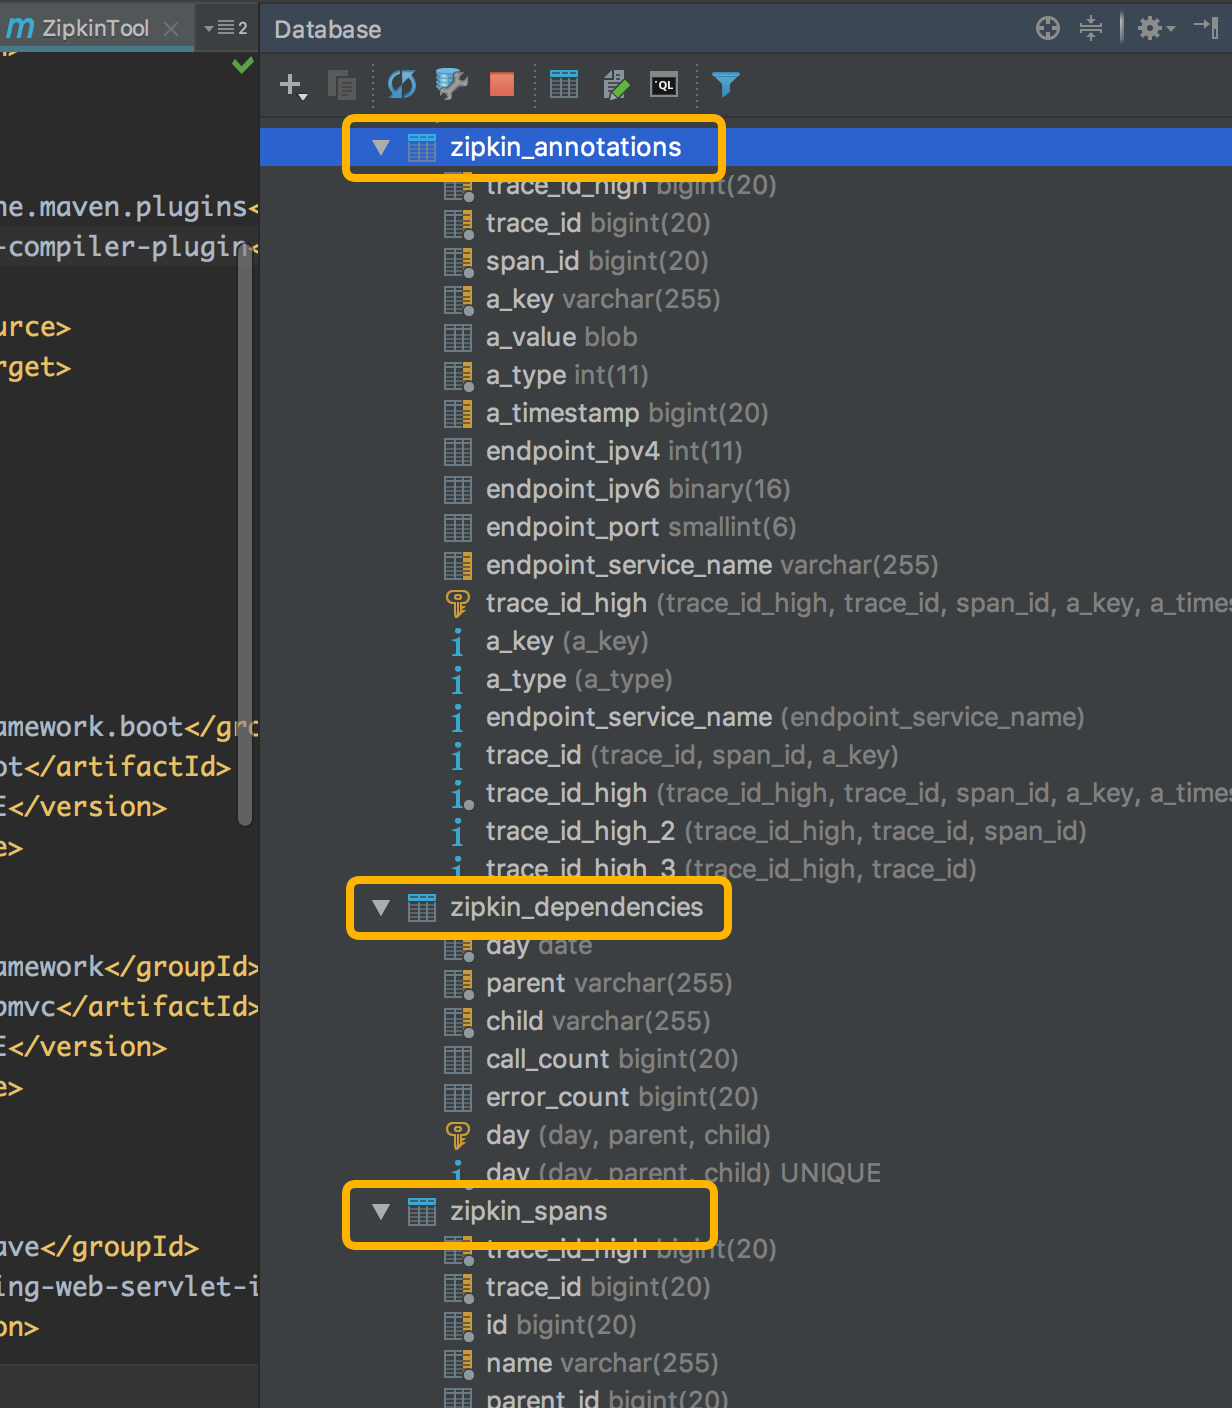 m ZipkinTool
2
Database
QL
ne.maven.plugins<
-compiler-plugin<
urce>
rget>
amework.boot</gro
ot</artifactId>
E</version>
e>
amework</groupId>
bmvc</artifactId>
E</version>
e>
ave</groupId>
ing-web-servlet-i
on>
zipkin_annotations
trace_id_high bigint(20)
trace_id bigint(20)
span_id bigint(20)
a_key varchar(255)
a_value blob
a_type int(11)
a_timestamp bigint(20)
endpoint_ipv4 int(11)
endpoint_ipv6 binary(16)
endpoint_port smallint(6)
endpoint_service_name varchar(255)
trace_id_high (trace_id_high, trace_id, span_id, a_key, a_times
a_key (a_key)
a_type (a_type)
endpoint_service_name (endpoint_service_name)
trace_id (trace_id, span_id, a_key)
trace_id_high (trace_id_high, trace_id, span_id, a_key, a_times
trace_id_high_2 (trace_id_high, trace_id, span_id)
trace_id_high_3 (trace_id_high, trace_id)
zipkin_dependencies
day date
parent varchar(255)
child varchar(255)
call_count bigint(20)
error_count bigint(20)
day (day, parent, child)
day (day, parent, child) UNIQUE
zipkin_spans
trace_id_high bigint(20)
trace_id bigint(20)
id bigint(20)
name varchar(255)
parent_id bigint(20)